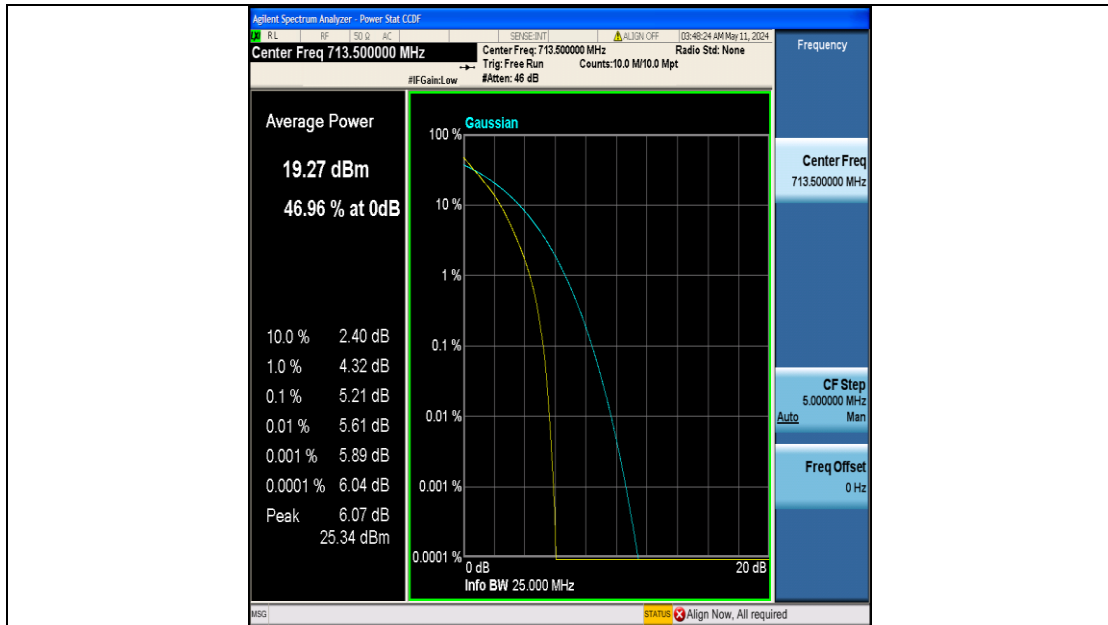 Agilent Spectrum Analyzer - Power Stat CCDF
RL RF 50 Ω AC SENSE:INT ALIGN OFF 03:48:24 AM May 11, 2024
Center Freq 713.500000 MHz
Center Freq: 713.500000 MHz Radio Std: None
Trig: Free Run Counts:10.0 M/10.0 Mpt
#IFGain:Low #Atten: 46 dB
Frequency
Average Power
19.27 dBm
46.96 % at 0dB
10.0 % 2.40 dB
1.0 % 4.32 dB
0.1 % 5.21 dB
0.01 % 5.61 dB
0.001 % 5.89 dB
0.0001 % 6.04 dB
Peak 6.07 dB
25.34 dBm
Gaussian
100 %
10 %
1 %
0.1 %
0.01 %
0.001 %
0.0001 %
0 dB 20 dB
Info BW 25.000 MHz
Center Freq
713.500000 MHz
CF Step
5.000000 MHz
Auto Man
Freq Offset
0 Hz
MSG STATUS Align Now, All required